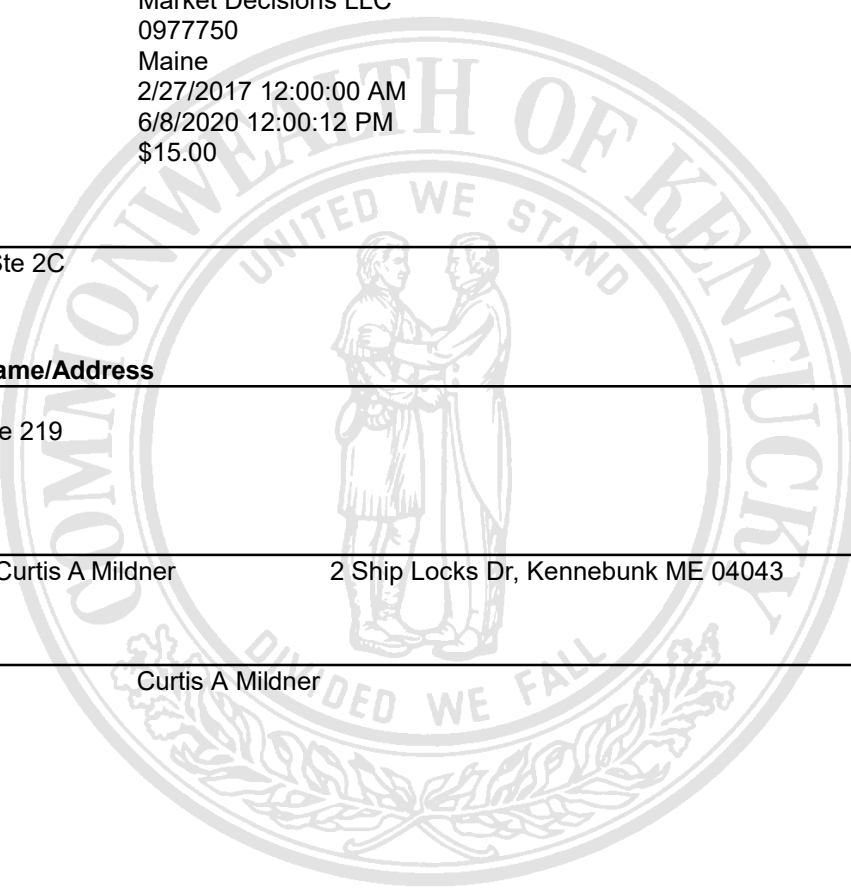 Market Decisions LLC
0977750
Maine
2/27/2017 12:00:00 AM
6/8/2020 12:00:12 PM
$15.00
Ste 2C
ame/Address
e 219
Curtis A Mildner 2 Ship Locks Dr, Kennebunk ME 04043
Curtis A Mildner
COMMONWEALTH OF KENTUCKY
UNITED WE STAND
DIVIDED WE FALL